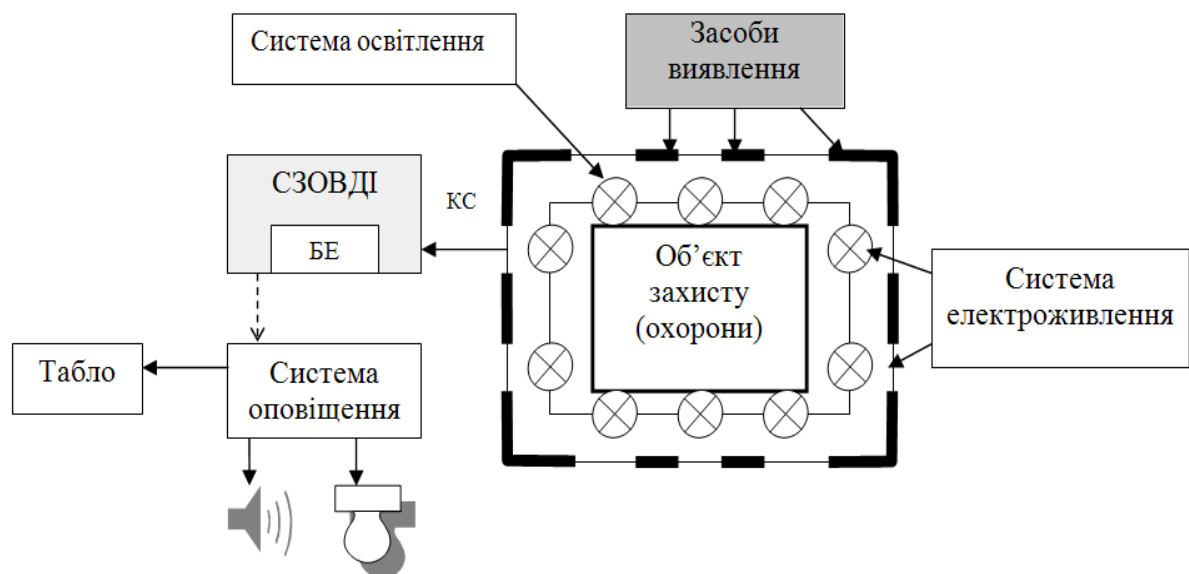 Система освітлення
Засоби
виявлення
СЗОВДІ
БЕ
КС
Об’єкт
захисту
(охорони)
Система
електроживлення
Табло
Система
оповіщення